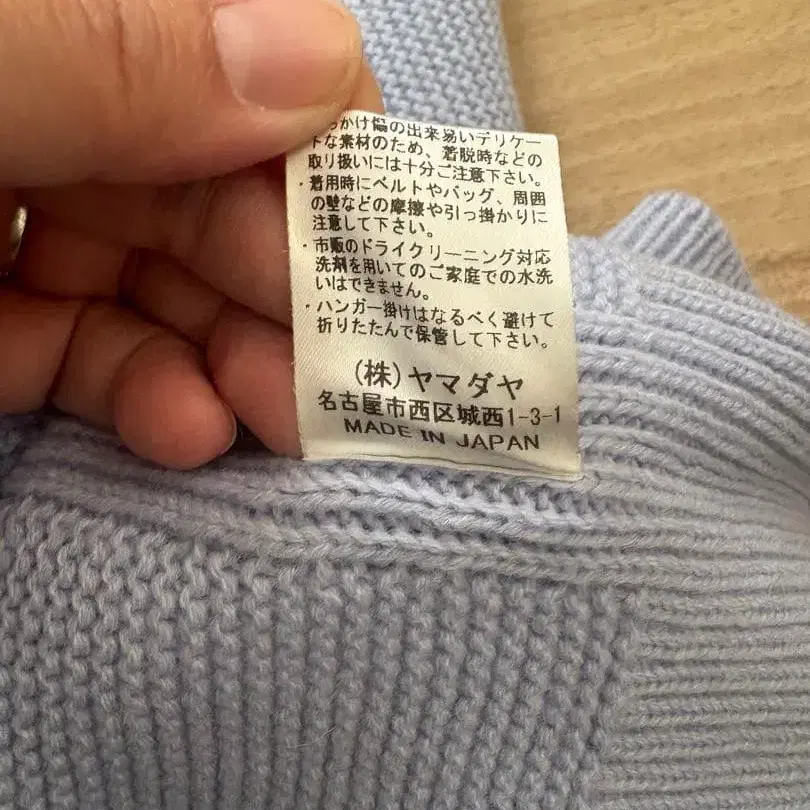 っかけ傷の出来易いデリケー
トな素材のため、着脱時などの
取り扱いには十分ご注意下さい。
・着用時にベルトやバッグ、周囲
の壁などの摩擦や引っ掛かりに
注意して下さい。
・市販のドライクリーニング対応
洗剤を用いてのご家庭での水洗
いはできません。
・ハンガー掛けはなるべく避けて
折りたたんで保管して下さい。
(株)ヤマダヤ
名古屋市西区城西1-3-1
MADE IN JAPAN